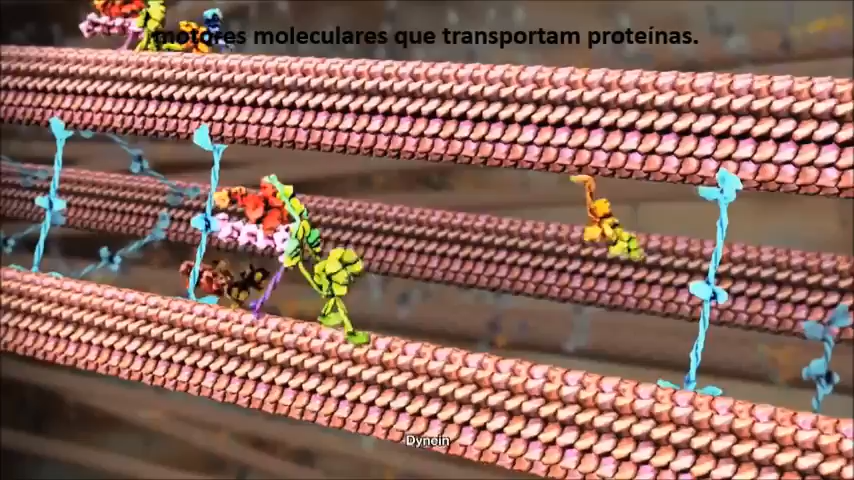 motores moleculares que transportam proteínas.
Dynein